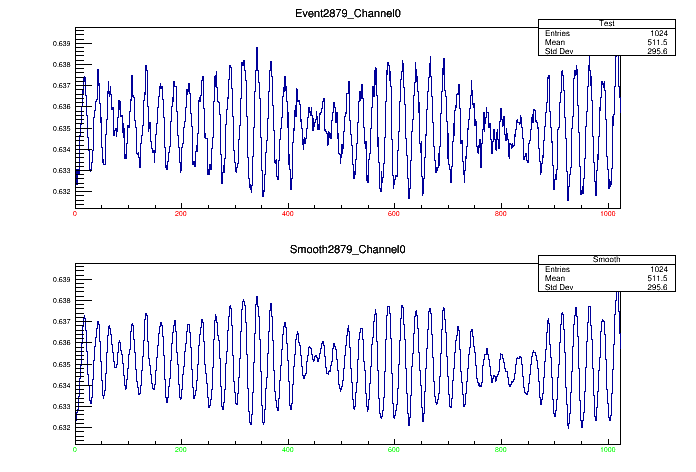 Event2879_Channel0
Test
Entries 1024
Mean 511.5
Std Dev 295.6
0.639
0.638
0.637
0.636
0.635
0.634
0.633
0.632
0 200 400 600 800 1000
Smooth2879_Channel0
Smooth
Entries 1024
Mean 511.5
Std Dev 295.6
0.639
0.638
0.637
0.636
0.635
0.634
0.633
0.632
0 200 400 600 800 1000